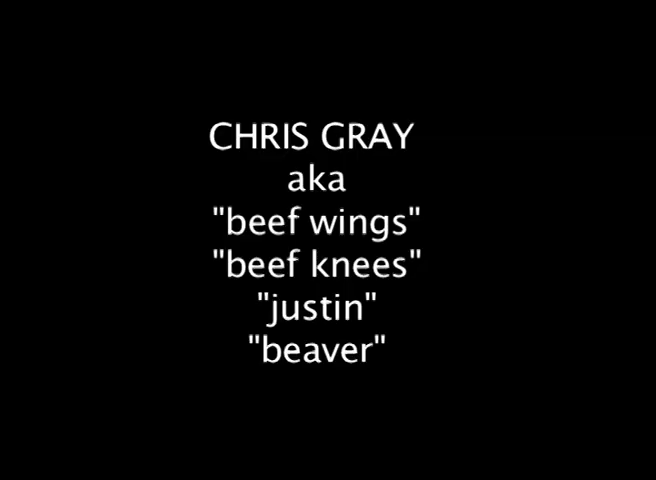 CHRIS GRAY
aka
"beef wings"
"beef knees"
"justin"
"beaver"